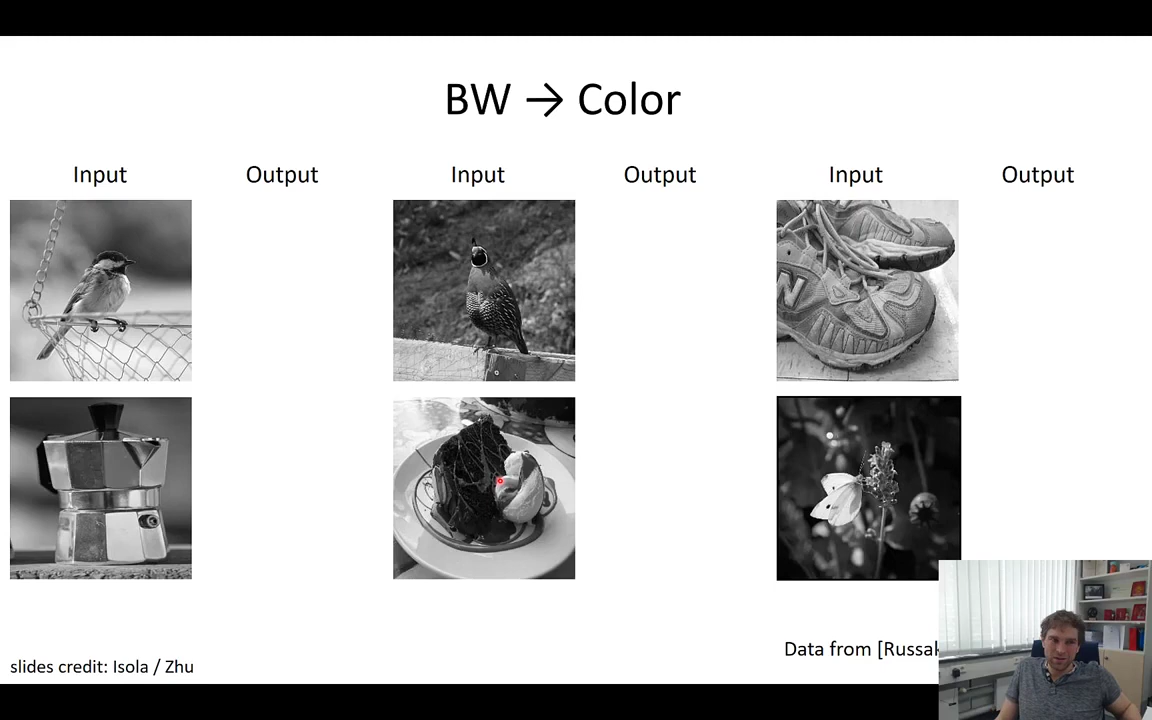 BW → Color
Input Output Input Output Input Output
N
slides credit: Isola / Zhu
Data from [Russak